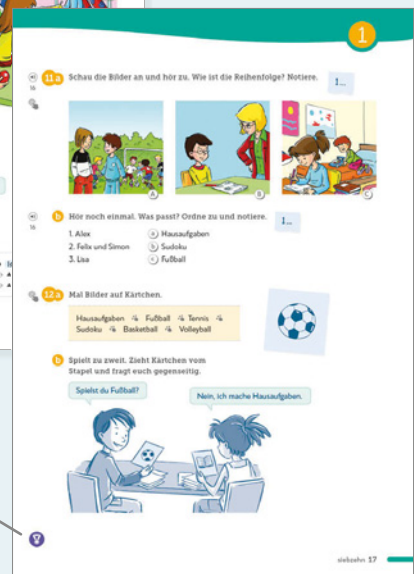 1
16
11 a Schau die Bilder an und hör zu. Wie ist die Reihenfolge? Notiere.
1...
A
B
C
16
b Hör noch einmal. Was passt? Ordne zu und notiere.
1...
1. Alex
a Hausaufgaben
2. Felix und Simon
b Sudoku
3. Lisa
c Fußball
12 a Mal Bilder auf Kärtchen.
Hausaufgaben Fußball Tennis
Sudoku Basketball Volleyball
b Spielt zu zweit. Zieht Kärtchen vom
Stapel und fragt euch gegenseitig.
Spielst du Fußball?
Nein, ich mache Hausaufgaben.
siebzehn 17